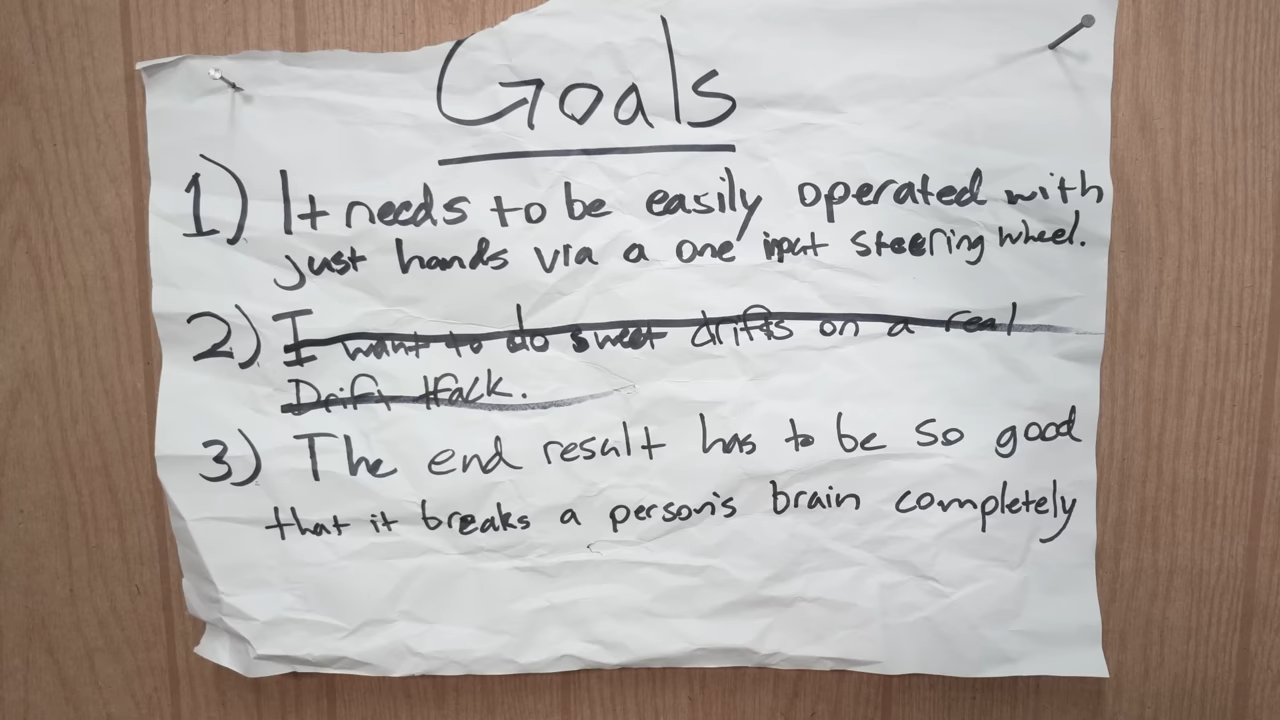 Goals
1) It needs to be easily operated with
just hands via a one input steering wheel.
2) I want to do sweet drifts on a real
Drift track.
3) The end result has to be so good
that it breaks a person's brain completely